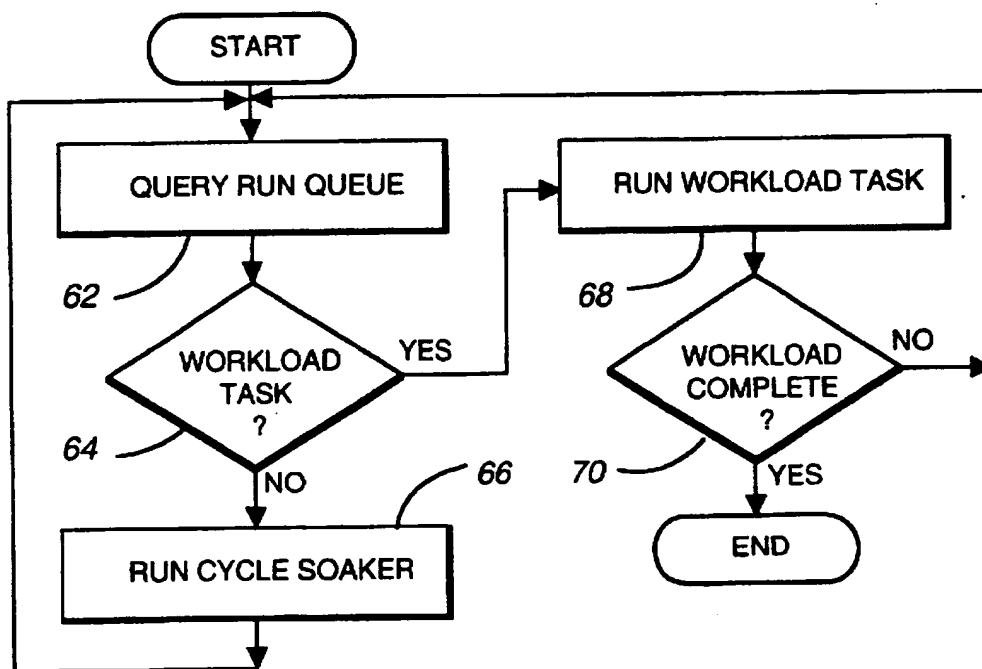 START
QUERY RUN QUEUE
62
WORKLOAD
TASK
?
64
YES
NO
66
RUN CYCLE SOAKER
RUN WORKLOAD TASK
68
WORKLOAD
COMPLETE
?
70
NO
YES
END